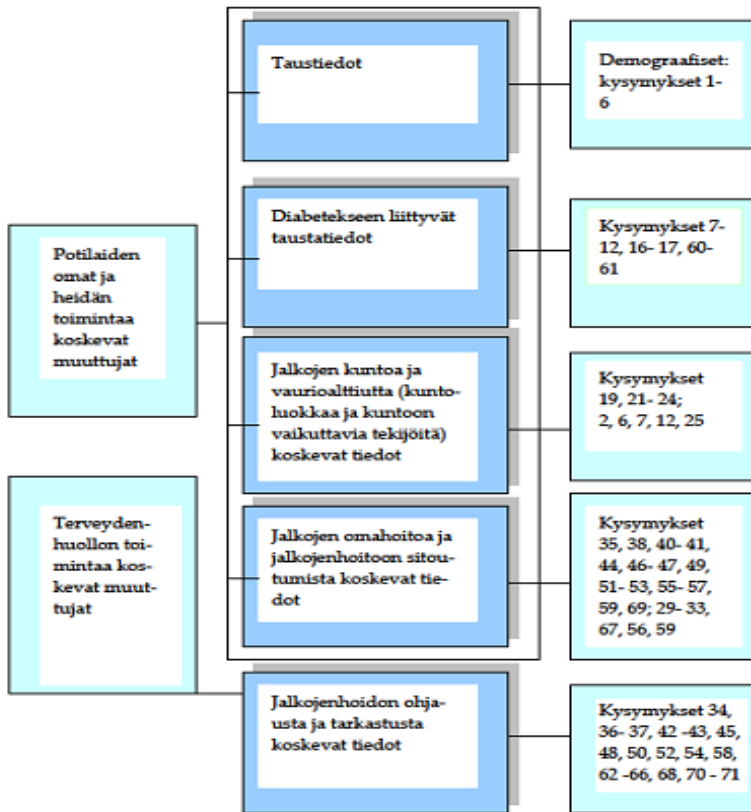 Potilaiden
omat ja
heidän
toimintaa
koskevat
muuttujat
Terveyden-
huollon toi-
mintaa kos-
kevat muut-
tujat
Taustiedot
Diabetekseen liittyvät
taustatiedot
Jalkojen kuntoa ja
vaurioalttiutta (kunto-
luokkaa ja kuntoon
vaikuttavia tekijöitä)
koskevat tiedot
Jalkojen omahoitoa ja
jalkojenhoitoon sitou-
tumista koskevat tie-
dot
Jalkojenhoidon ohja-
usta ja tarkastusta
koskevat tiedot
Demograafiset:
kysymykset 1-
6
Kysymykset 7-
12, 16- 17, 60-
61
Kysymykset
19, 21- 24;
2, 6, 7, 12, 25
Kysymykset
35, 38, 40- 41,
44, 46- 47, 49,
51- 53, 55- 57,
59, 69; 29- 33,
67, 56, 59
Kysymykset 34,
36- 37, 42 -43, 45,
48, 50, 52, 54, 58,
62 -66, 68, 70 - 71